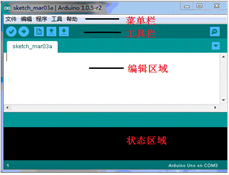 sketch_mar03a | Arduino 1.0.5-r2
文件 编辑 程序 工具 帮助
菜单栏
工具栏
sketch_mar03a
编辑区域
状态区域
1
Arduino Uno on COM3